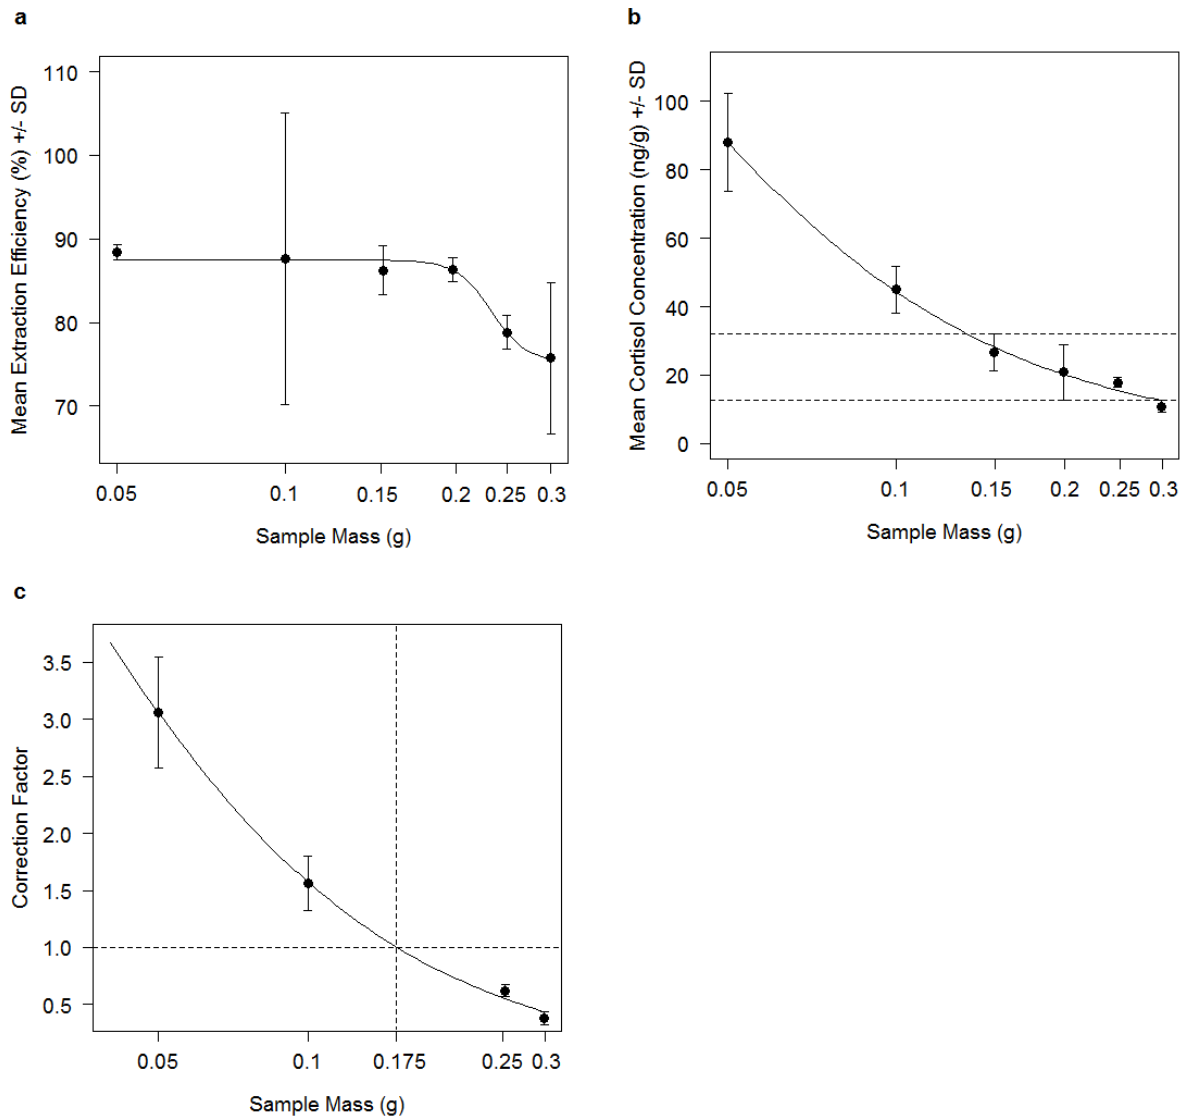 a
Mean Extraction Efficiency (%) +/- SD
110
100
90
80
70
0.05 0.1 0.15 0.2 0.25 0.3
Sample Mass (g)
b
Mean Cortisol Concentration (ng/g) +/- SD
100
80
60
40
20
0
0.05 0.1 0.15 0.2 0.25 0.3
Sample Mass (g)
c
Correction Factor
3.5
3.0
2.5
2.0
1.5
1.0
0.5
0.05 0.1 0.175 0.25 0.3
Sample Mass (g)